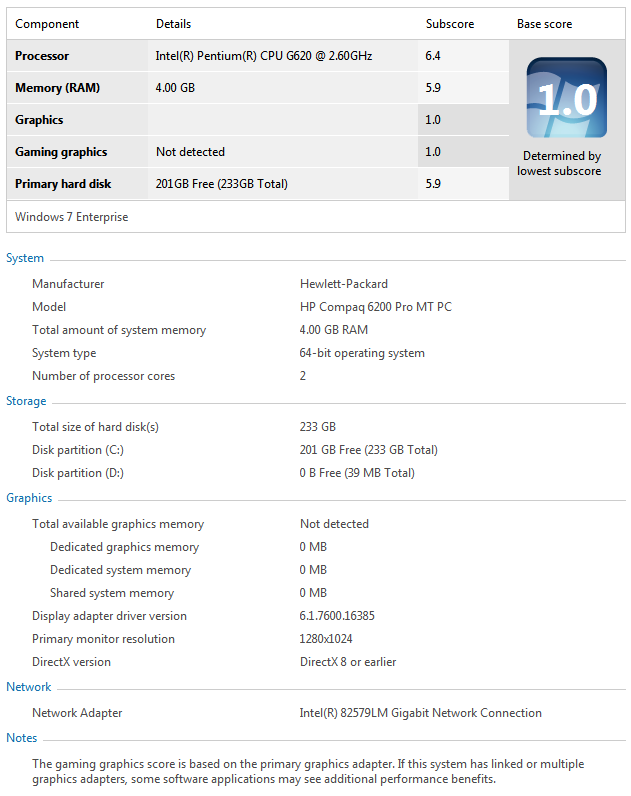 Component Details Subscore Base score
Processor Intel(R) Pentium(R) CPU G620 @ 2.60GHz 6.4
Memory (RAM) 4.00 GB 5.9
Graphics 1.0
Gaming graphics Not detected 1.0
Primary hard disk 201GB Free (233GB Total) 5.9
1.0
Determined by
lowest subscore
Windows 7 Enterprise
System
Manufacturer Hewlett-Packard
Model HP Compaq 6200 Pro MT PC
Total amount of system memory 4.00 GB RAM
System type 64-bit operating system
Number of processor cores 2
Storage
Total size of hard disk(s) 233 GB
Disk partition (C:) 201 GB Free (233 GB Total)
Disk partition (D:) 0 B Free (39 MB Total)
Graphics
Total available graphics memory Not detected
Dedicated graphics memory 0 MB
Dedicated system memory 0 MB
Shared system memory 0 MB
Display adapter driver version 6.1.7600.16385
Primary monitor resolution 1280x1024
DirectX version DirectX 8 or earlier
Network
Network Adapter Intel(R) 82579LM Gigabit Network Connection
Notes
The gaming graphics score is based on the primary graphics adapter. If this system has linked or multiple
graphics adapters, some software applications may see additional performance benefits.